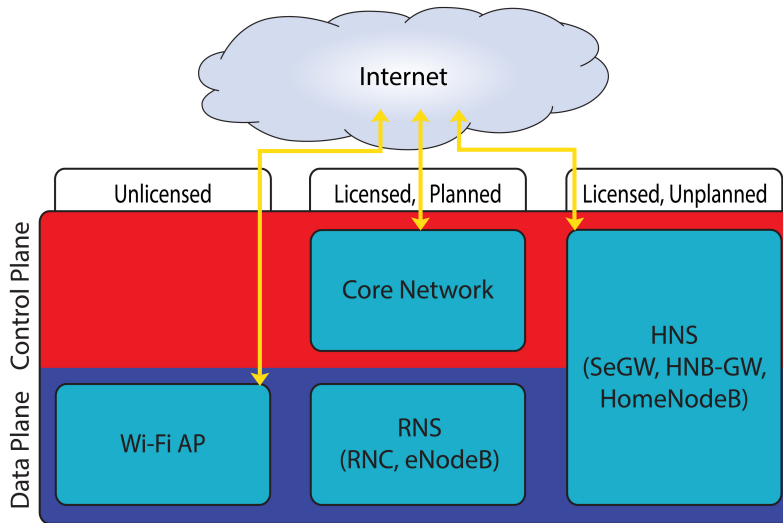 Internet
Unlicensed
Licensed, Planned
Licensed, Unplanned
Control Plane
Core Network
HNS
(SeGW, HNB-GW,
HomeNodeB)
Data Plane
Wi-Fi AP
RNS
(RNC, eNodeB)